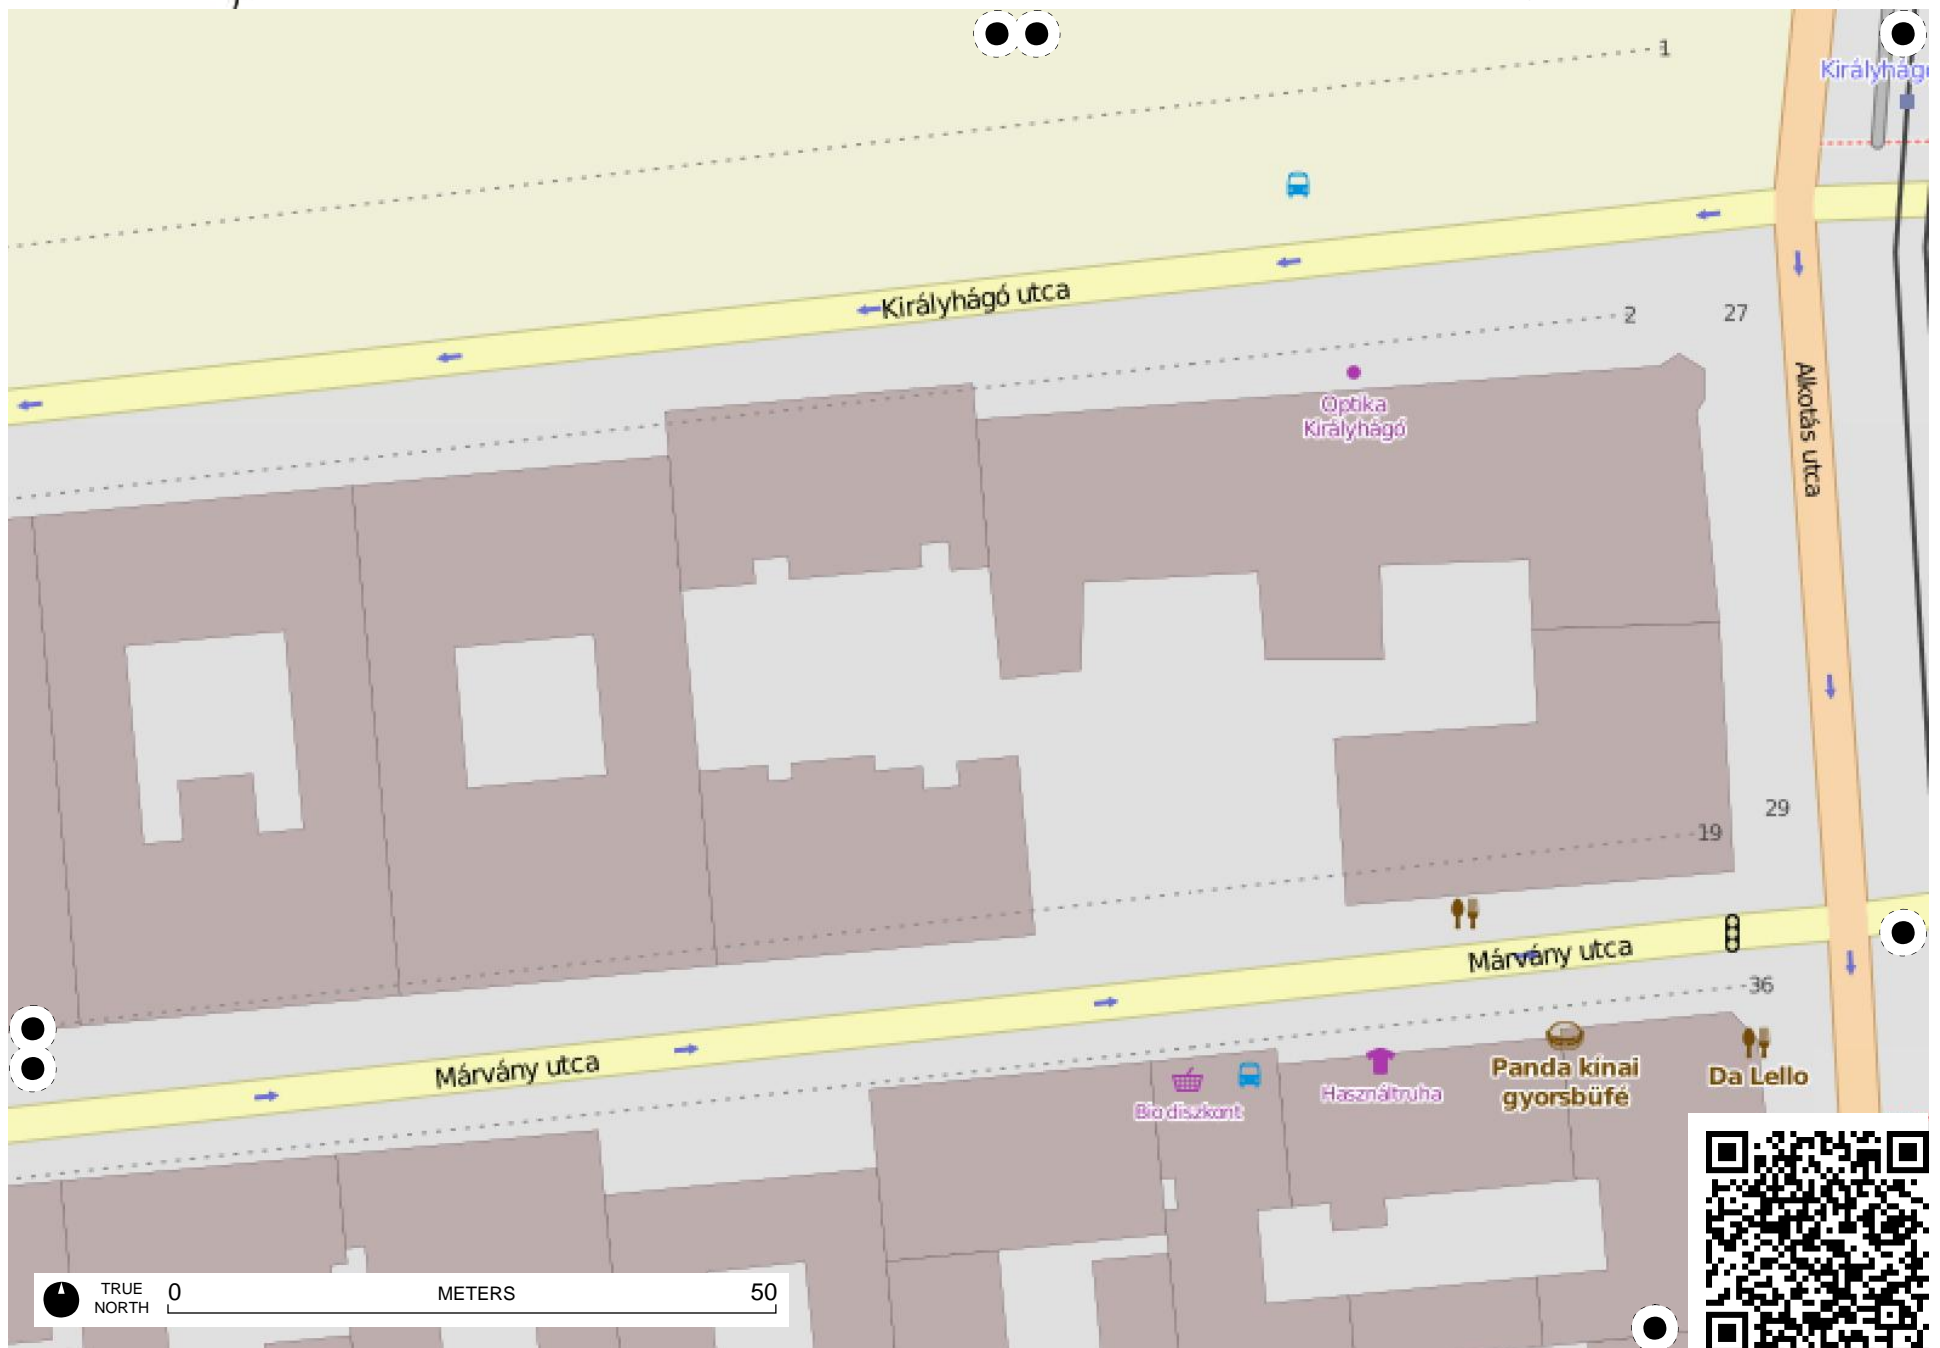 1
Királyhágó
Királyhágó utca
2
27
Optika
Királyhágó
Alkotás utca
29
19
Márvány utca
36
Márvány utca
Panda kínai
gyorsbüfé
Da Lello
Használtruha
Bio diszkont
TRUE
NORTH
0
METERS
50